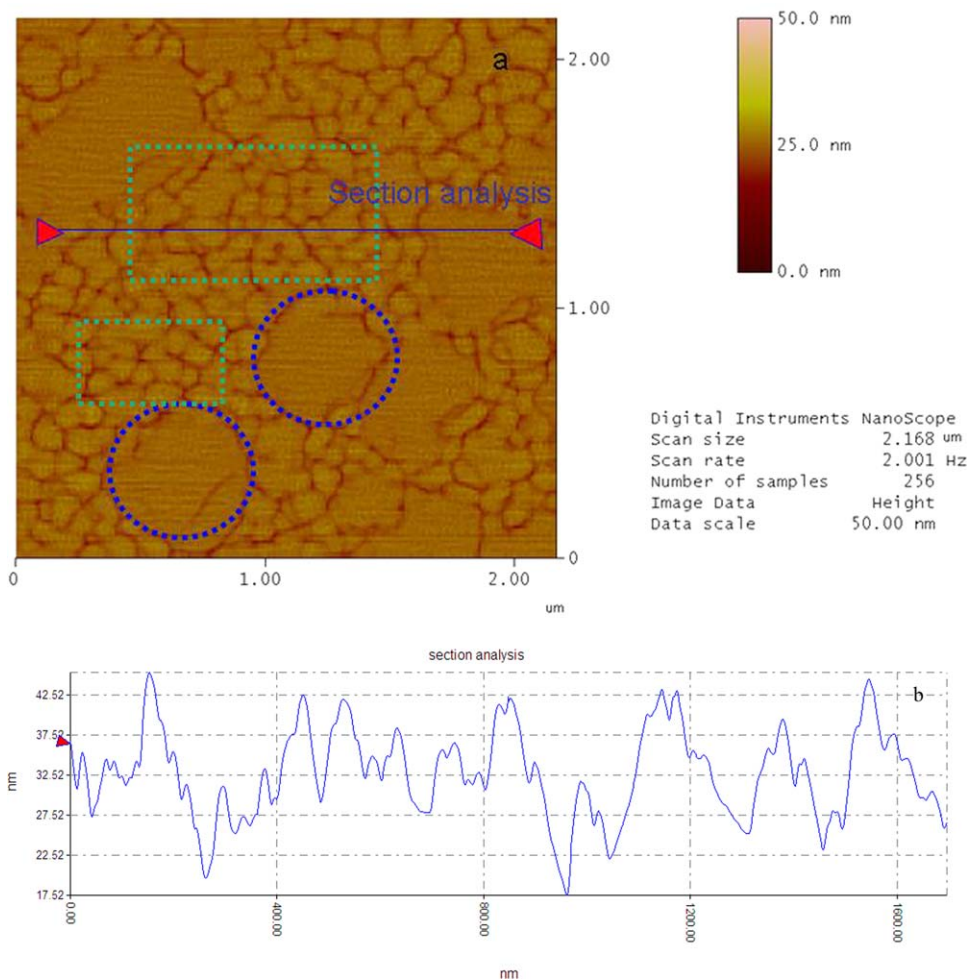 a
50.0 nm
25.0 nm
0.0 nm
2.00
1.00
0
Section analysis
0
1.00
2.00
um
Digital Instruments NanoScope
Scan size 2.168 um
Scan rate 2.001 Hz
Number of samples 256
Image Data Height
Data scale 50.00 nm
section analysis
b
42.52
37.52
32.52
27.52
22.52
17.52
nm
0.00
400.00
800.00
1200.00
1600.00
nm